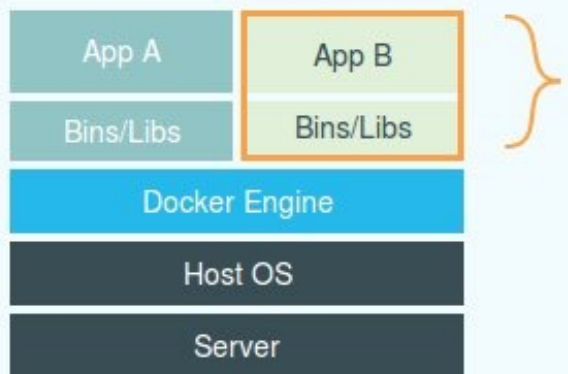 App A
App B
Bins/Libs
Bins/Libs
Docker Engine
Host OS
Server